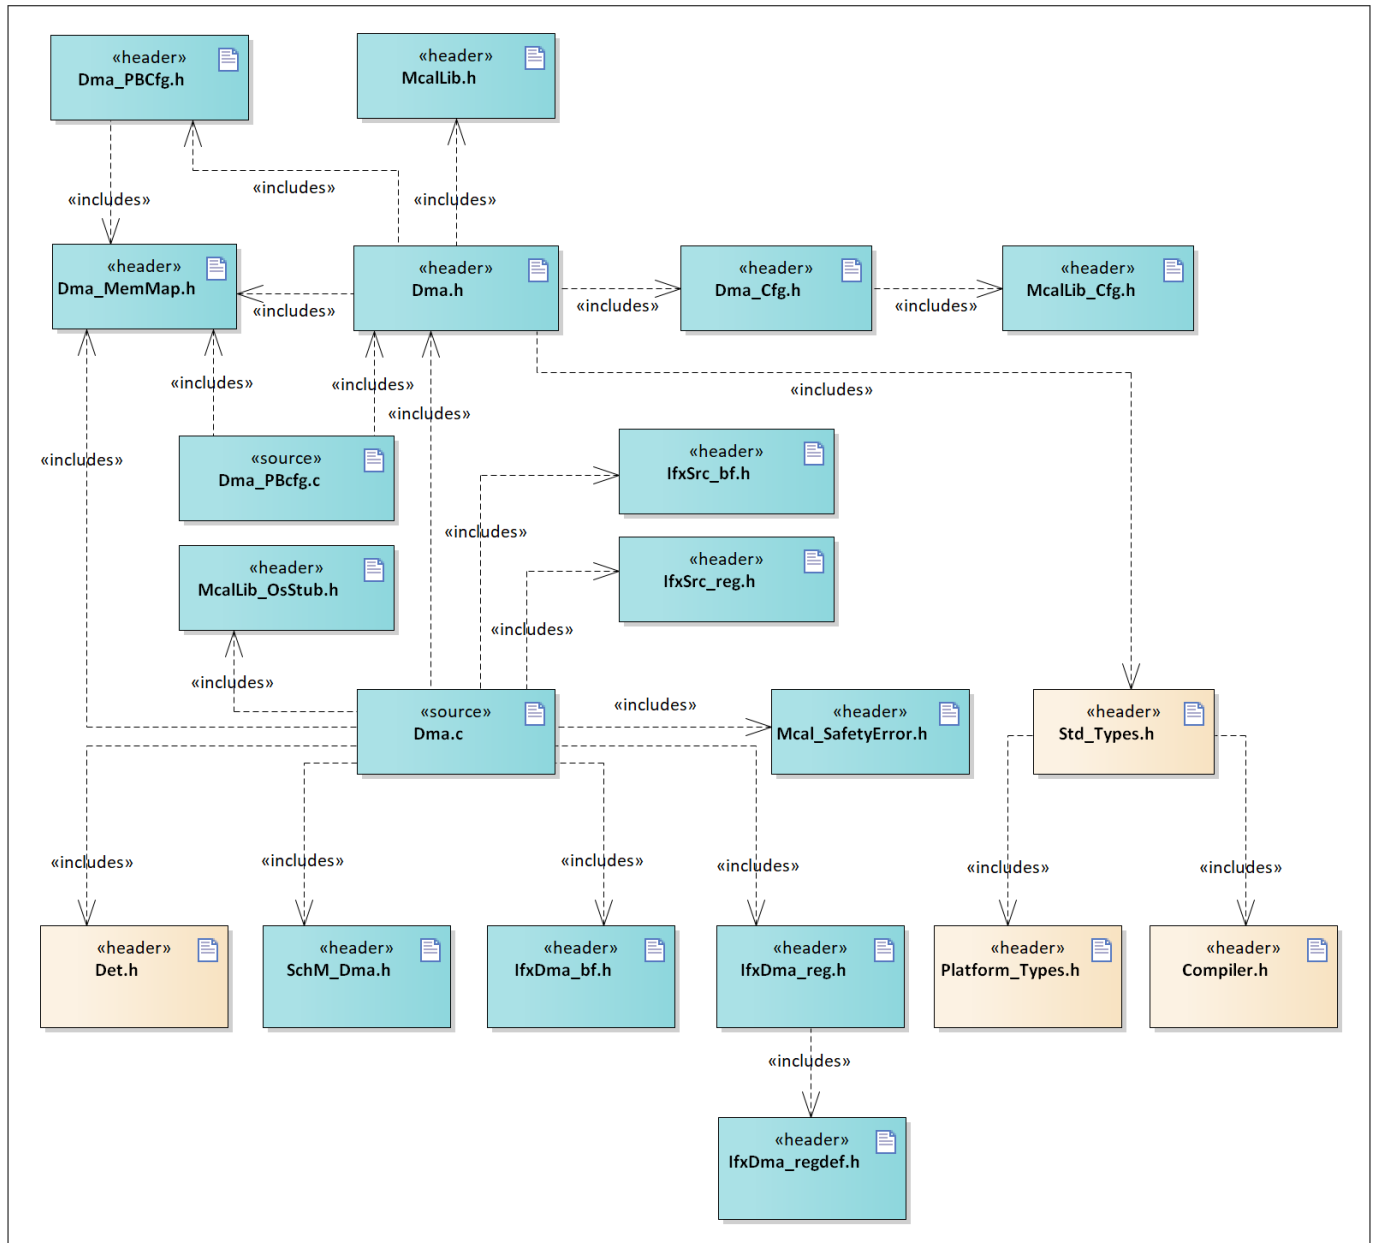 «header»
Dma_PBCfg.h
«header»
McalLib.h
«includes»
«includes»
«includes»
«header»
Dma_MemMap.h
«header»
Dma.h
«header»
Dma_Cfg.h
«header»
McalLib_Cfg.h
«includes»
«includes»
«includes»
«includes»
«includes»
«includes»
«includes»
«includes»
«source»
Dma_PBcfg.c
«header»
IfxSrc_bf.h
«includes»
«header»
McalLib_OsStub.h
«header»
IfxSrc_reg.h
«includes»
«includes»
«source»
Dma.c
«includes»
«header»
Mcal_SafetyError.h
«header»
Std_Types.h
«includes»
«includes»
«includes»
«includes»
«includes»
«includes»
«header»
Det.h
«header»
SchM_Dma.h
«header»
IfxDma_bf.h
«header»
IfxDma_reg.h
«header»
Platform_Types.h
«header»
Compiler.h
«includes»
«header»
IfxDma_regdef.h